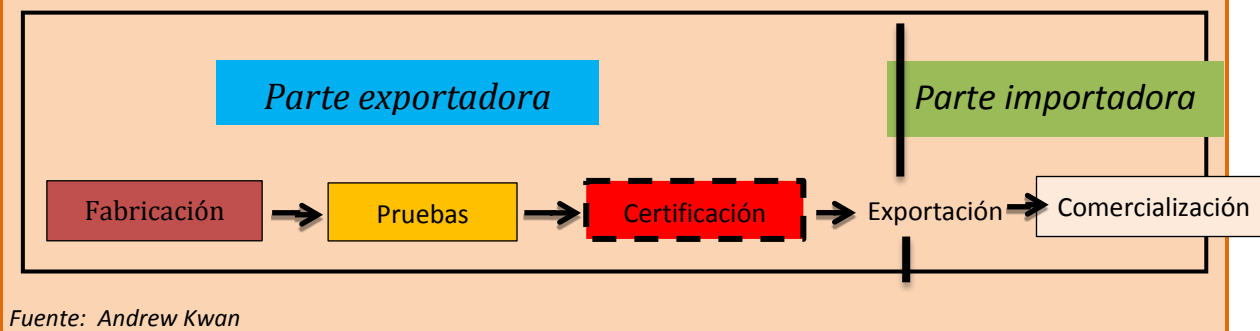 Parte exportadora
Parte importadora
Fabricación
Pruebas
Certificación
Exportación
Comercialización
Fuente: Andrew Kwan